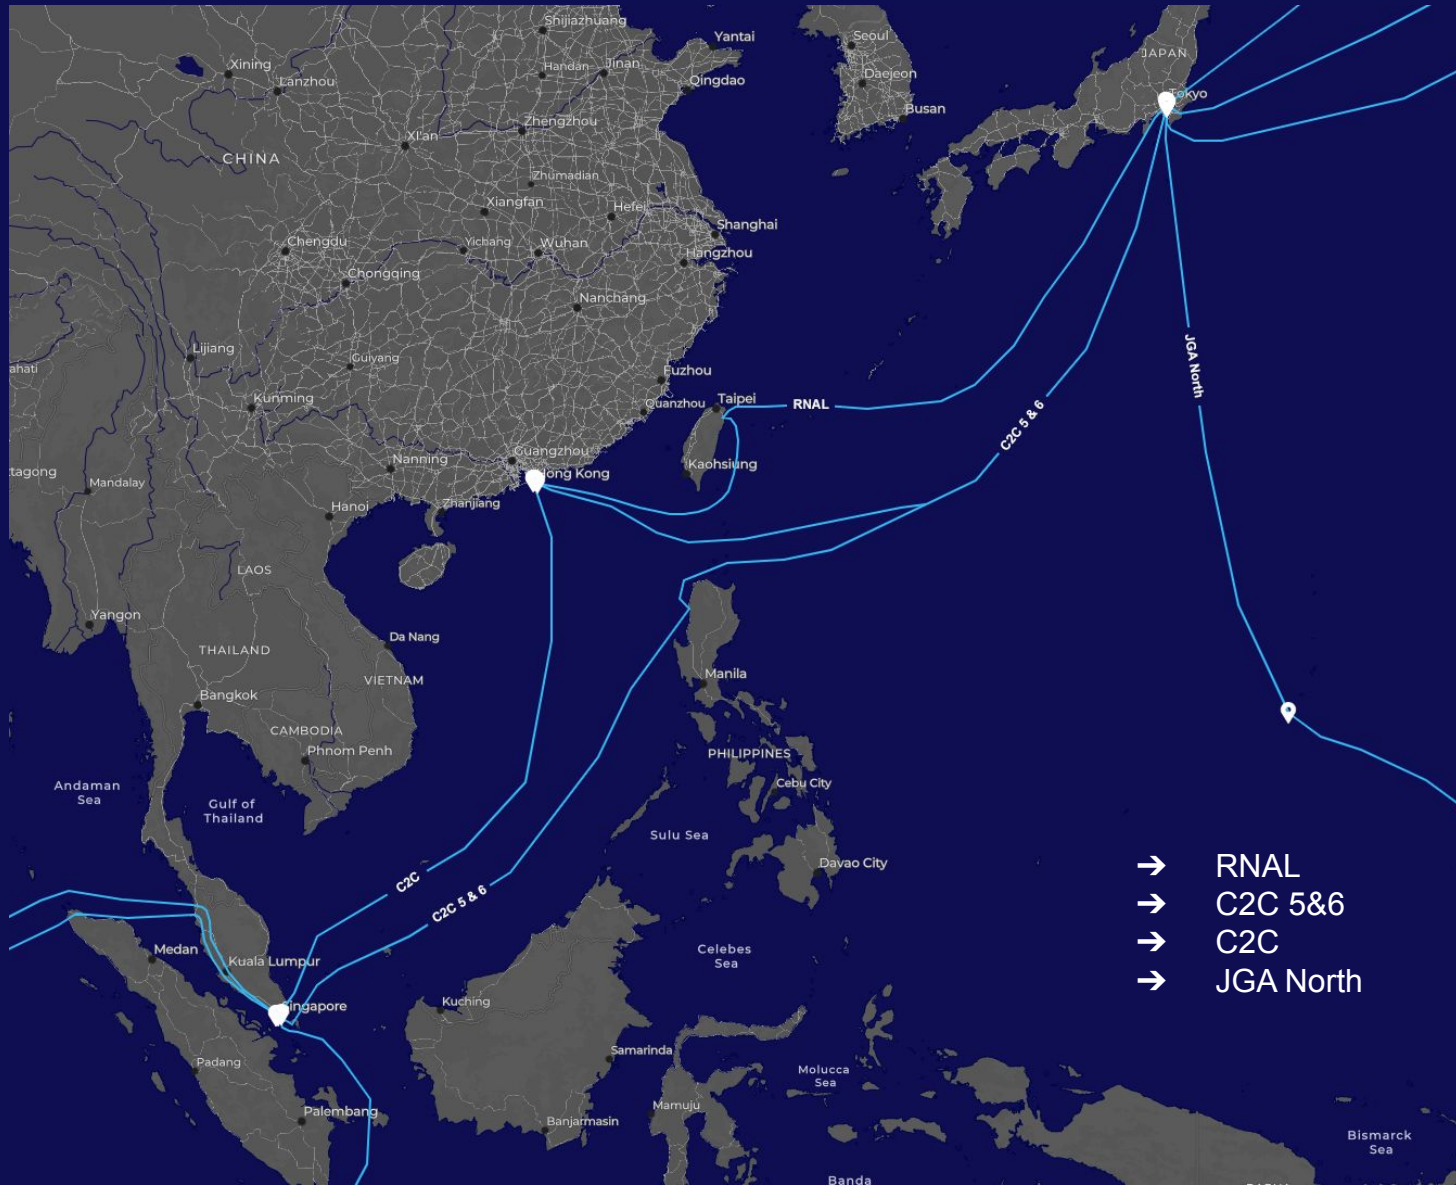 Shijiazhuang
Yantai
Seoul
JAPAN
Xining
Handan
Jinan
Lanzhou
Qingdao
Daejeon
Tokyo
Busan
Zhengzhou
XI'an
CHINA
Zhumadian
Xiangfan
Hefei
Shanghai
Chengdu
Yichang
Wuhan
Hangzhou
Chongqing
Nanchang
Lijiang
Guiyang
JGA North
ahati
Fuzhou
Kunming
Quanzhou
Taipei
RNAL
C2C 5 & 6
Guangzhou
Nanning
Kaohsiung
ong Kong
ttagong
Mandalay
Hanoi
Zhanjiang
LAOS
Yangon
Da Nang
THAILAND
VIETNAM
Manila
Bangkok
CAMBODIA
Phnom Penh
PHILIPPINES
Cebu City
Andaman
Sea
Gulf of
Thailand
Sulu Sea
Davao City
C2C
C2C 5 & 6
➔ RNAL
➔ C2C 5&6
➔ C2C
➔ JGA North
Medan
Kuala Lumpur
Celebes
Sea
Singapore
Kuching
Samarinda
Padang
Molucca
Sea
Palembang
Mamuju
Banjarmasin
Bismarck
Sea
Banda